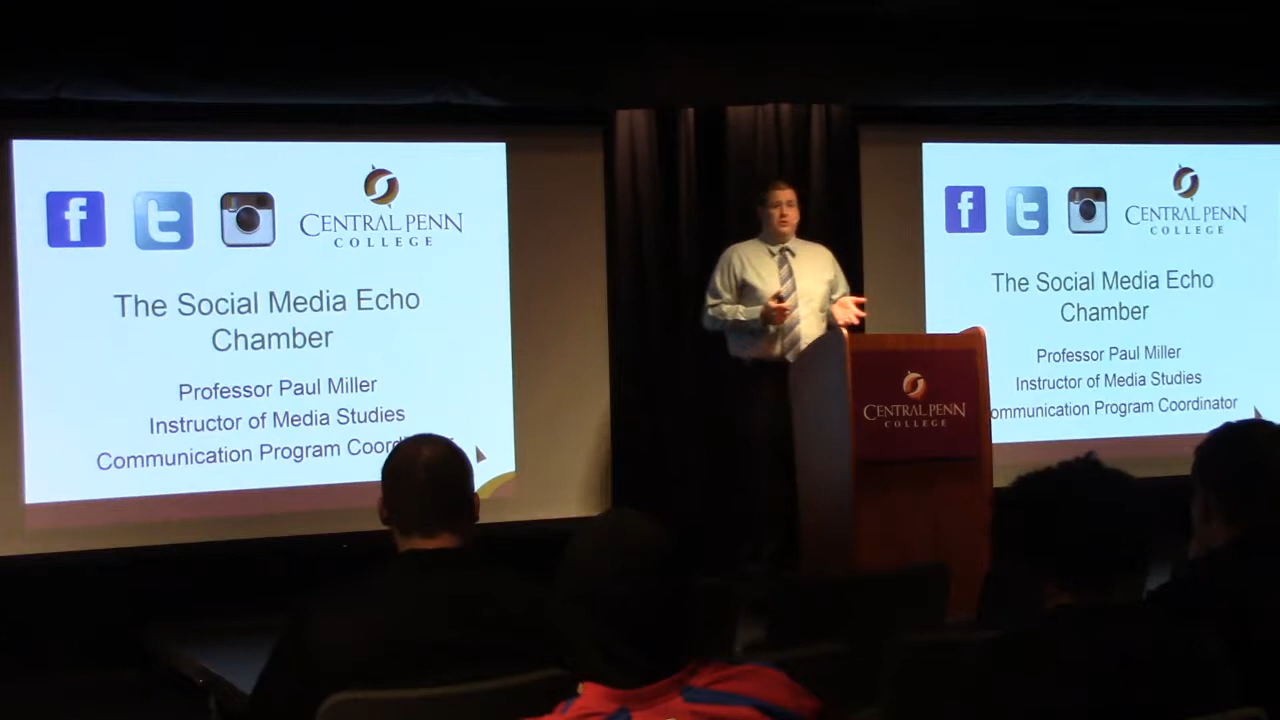 CENTRAL PENN
COLLEGE
The Social Media Echo
Chamber
Professor Paul Miller
Instructor of Media Studies
Communication Program
CENTRAL PENN
COLLEGE
The Social Media Echo
Chamber
Professor Paul Miller
Instructor of Media Studies
ommunication Program Coordinator
CENTRAL PENN
COLLEGE